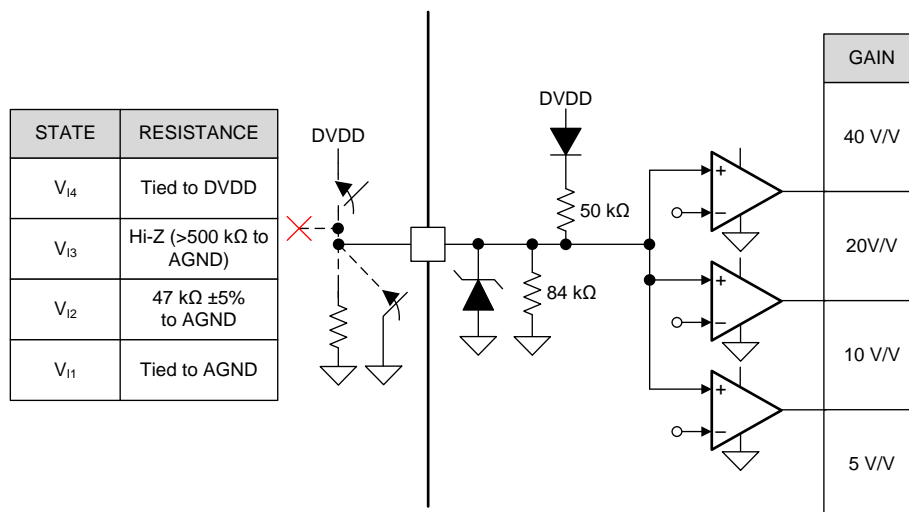 STATE RESISTANCE
V_I4 Tied to DVDD
V_I3 Hi-Z (>500 kΩ to
AGND)
V_I2 47 kΩ ±5%
to AGND
V_I1 Tied to AGND
DVDD
DVDD
50 kΩ
84 kΩ
+
−
+
−
+
−
GAIN
40 V/V
20V/V
10 V/V
5 V/V